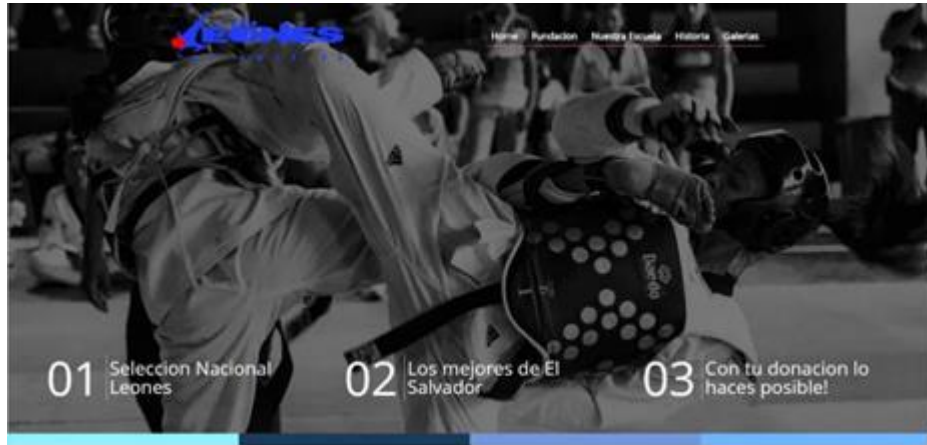 LEONES
Home Fundacion Nuestra Escuela Historia Galerias
Daedo
01 Seleccion Nacional
Leones
02 Los mejores de El
Salvador
03 Con tu donacion lo
haces posible!